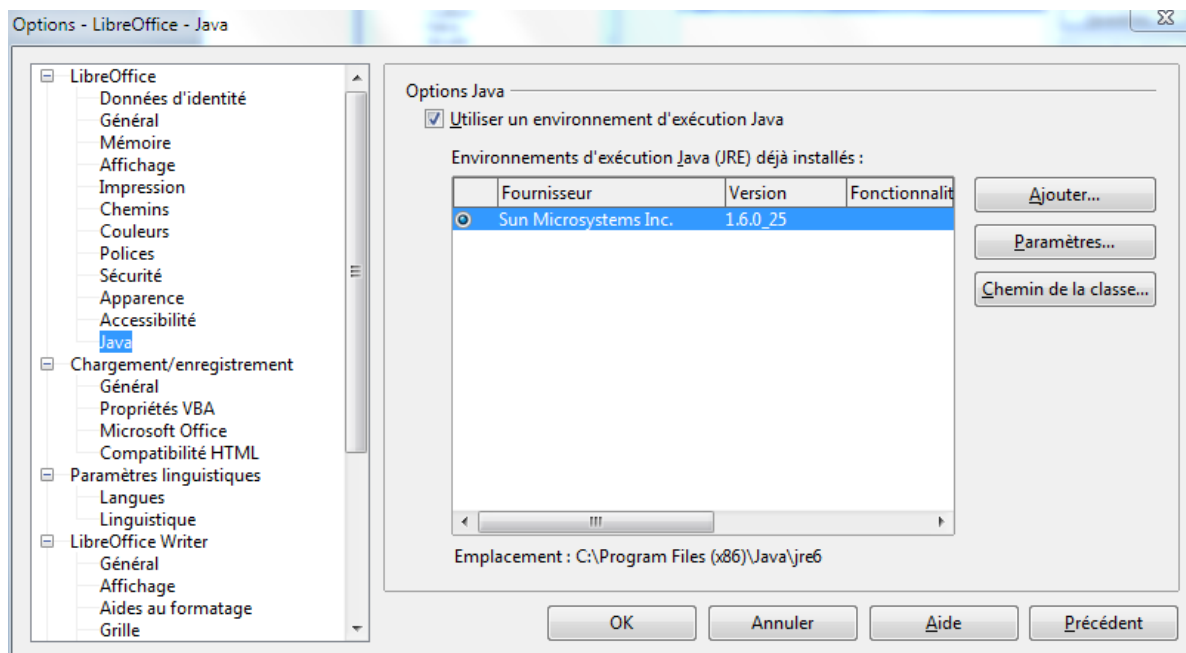 Options - LibreOffice - Java
LibreOffice
Données d'identité
Général
Mémoire
Affichage
Impression
Chemins
Couleurs
Polices
Sécurité
Apparence
Accessibilité
Java
Chargement/enregistrement
Général
Propriétés VBA
Microsoft Office
Compatibilité HTML
Paramètres linguistiques
Langues
Linguistique
LibreOffice Writer
Général
Affichage
Aides au formatage
Grille
Options Java
Utiliser un environnement d'exécution Java
Environnements d'exécution Java (JRE) déjà installés :
Fournisseur Version Fonctionnalit
Sun Microsystems Inc. 1.6.0_25
Ajouter...
Paramètres...
Chemin de la classe...
Emplacement : C:\Program Files (x86)\Java\jre6
OK Annuler Aide Précédent